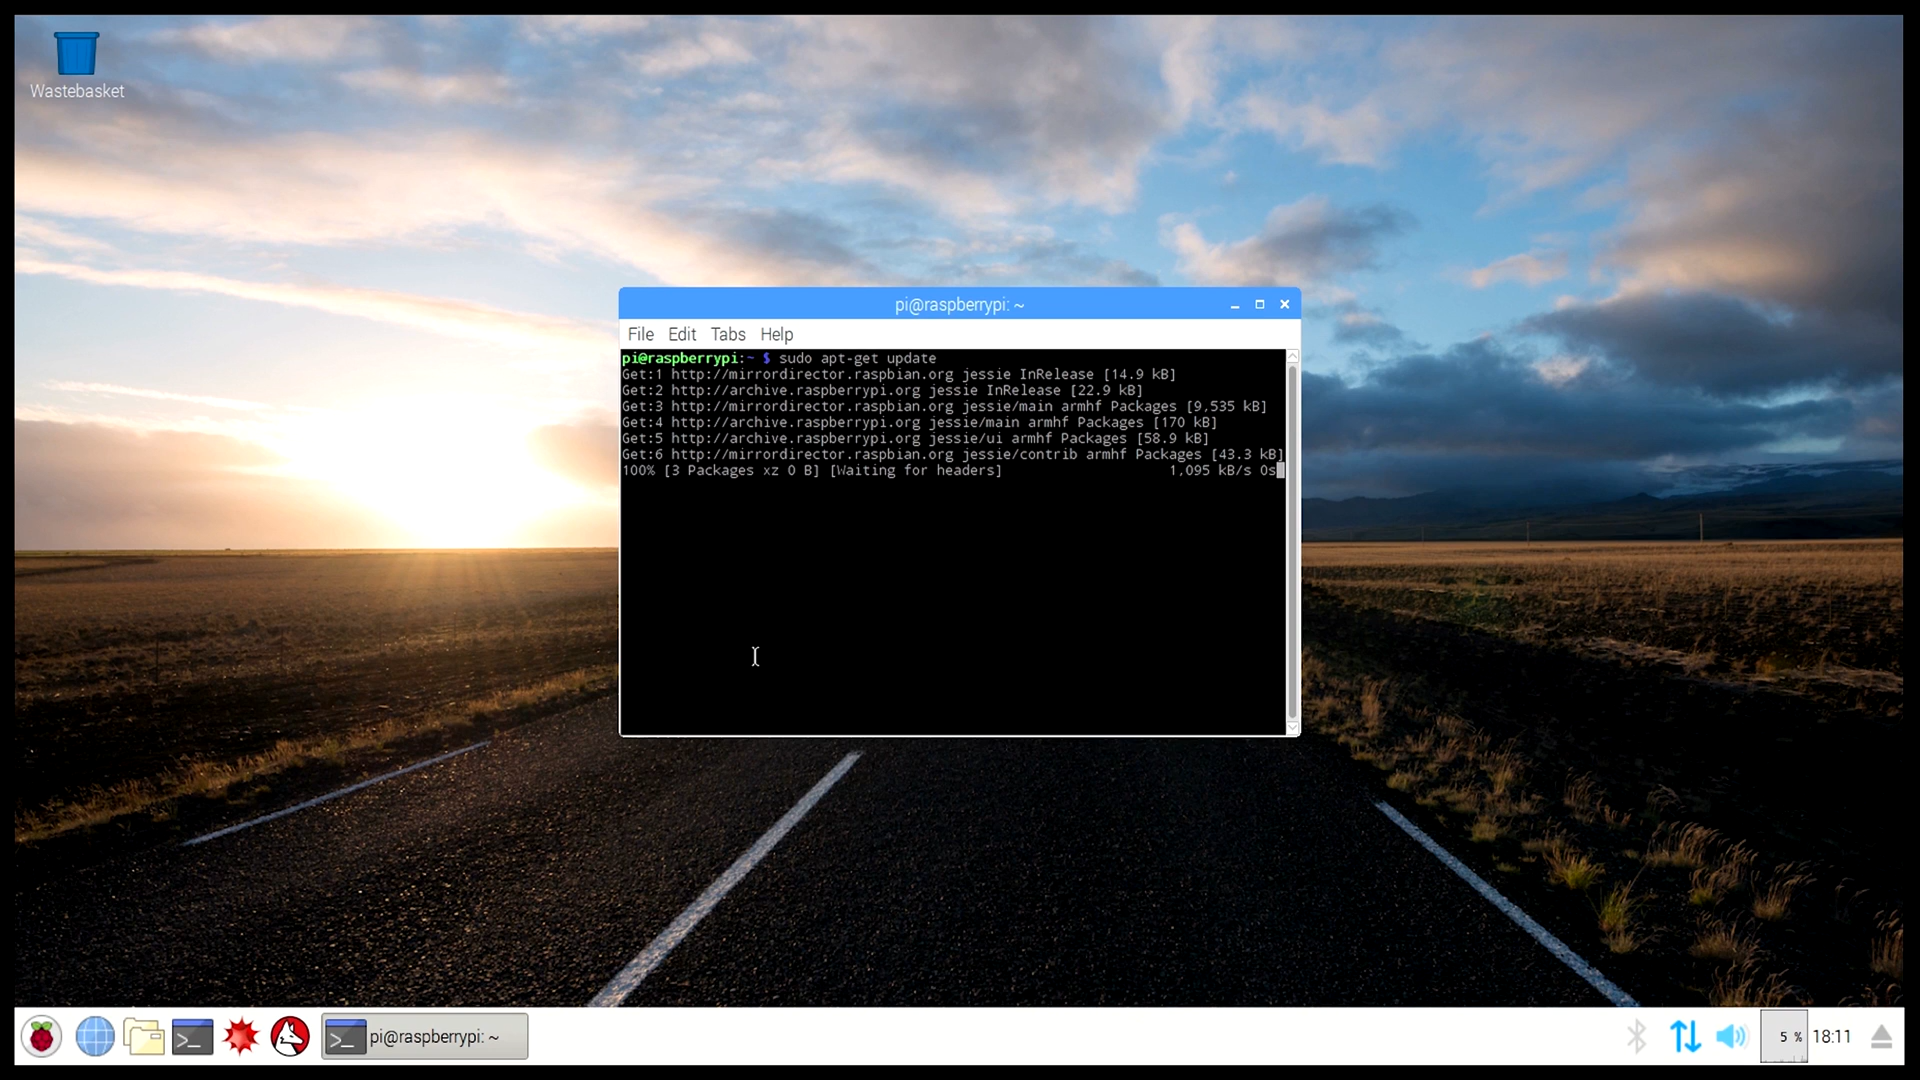 Wastebasket
pi@raspberrypi: ~
File Edit Tabs Help
pi@raspberrypi:~ $ sudo apt-get update
Get:1 http://mirrordirector.raspbian.org jessie InRelease [14.9 kB]
Get:2 http://archive.raspberrypi.org jessie InRelease [22.9 kB]
Get:3 http://mirrordirector.raspbian.org jessie/main armhf Packages [9,535 kB]
Get:4 http://archive.raspberrypi.org jessie/main armhf Packages [170 kB]
Get:5 http://archive.raspberrypi.org jessie/ui armhf Packages [58.9 kB]
Get:6 http://mirrordirector.raspbian.org jessie/contrib armhf Packages [43.3 kB]
100% [3 Packages xz 0 B] [Waiting for headers] 1,095 kB/s 0s
pi@raspberrypi: ~
5 % 18:11